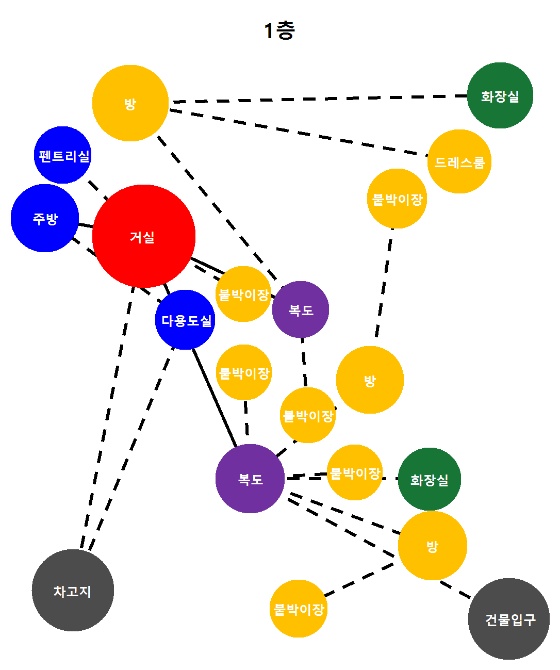 1층
방
화장실
펜트리실
드레스룸
붙박이장
주방
거실
붙박이장
복도
다용도실
붙박이장
방
붙박이장
복도
붙박이장
화장실
방
차고지
붙박이장
건물입구